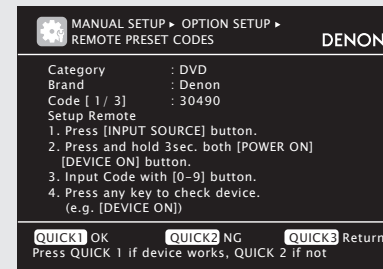 MANUAL SETUP ▸ OPTION SETUP ▸
REMOTE PRESET CODES
DENON
Category : DVD
Brand : Denon
Code [ 1/ 3] : 30490
Setup Remote
1. Press [INPUT SOURCE] button.
2. Press and hold 3sec. both [POWER ON]
[DEVICE ON] button.
3. Input Code with [0–9] button.
4. Press any key to check device.
(e.g. [DEVICE ON])
QUICK1 OK QUICK2 NG QUICK3 Return
Press QUICK 1 if device works, QUICK 2 if not